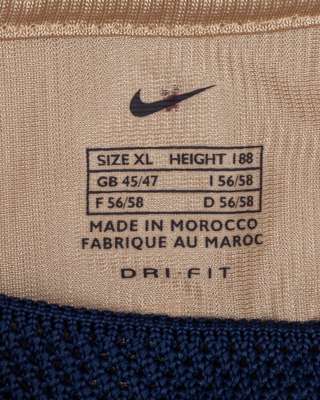 SIZE XL HEIGHT 188
GB 45/47 I 56/58
F 56/58 D 56/58
MADE IN MOROCCO
FABRIQUE AU MAROC
DRI-FIT